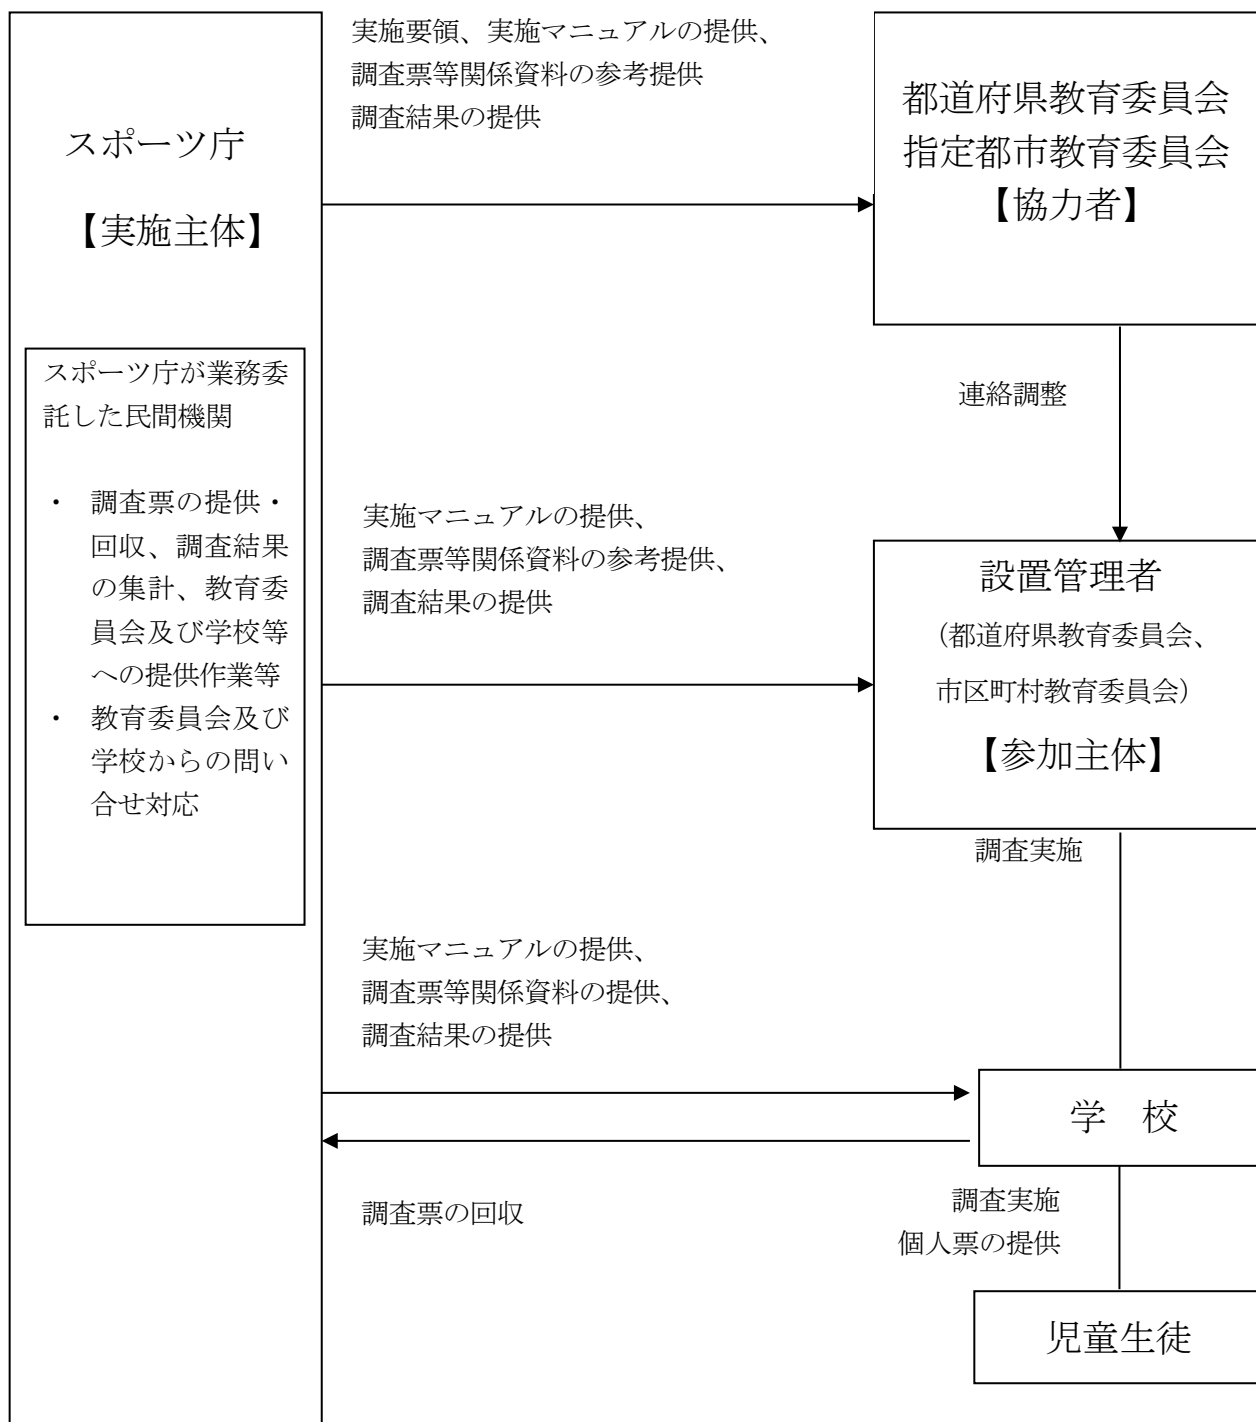 スポーツ庁
【実施主体】
スポーツ庁が業務委
託した民間機関
・ 調査票の提供・
回収、調査結果
の集計、教育委
員会及び学校等
への提供作業等
・ 教育委員会及び
学校からの問い
合せ対応
実施要領、実施マニュアルの提供、
調査票等関係資料の参考提供
調査結果の提供
都道府県教育委員会
指定都市教育委員会
【協力者】
連絡調整
実施マニュアルの提供、
調査票等関係資料の参考提供、
調査結果の提供
設置管理者
（都道府県教育委員会、
市区町村教育委員会）
【参加主体】
調査実施
実施マニュアルの提供、
調査票等関係資料の提供、
調査結果の提供
学　校
調査票の回収
調査実施
個人票の提供
児童生徒